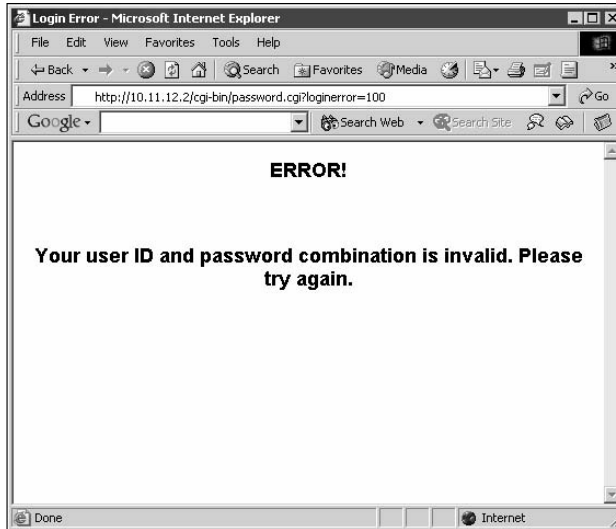 Login Error - Microsoft Internet Explorer
File Edit View Favorites Tools Help
Back Search Favorites Media »
Address http://10.11.12.2/cgi-bin/password.cgi?loginerror=100 Go
Google Search Web Search Site
ERROR!
Your user ID and password combination is invalid. Please
try again.
Done Internet